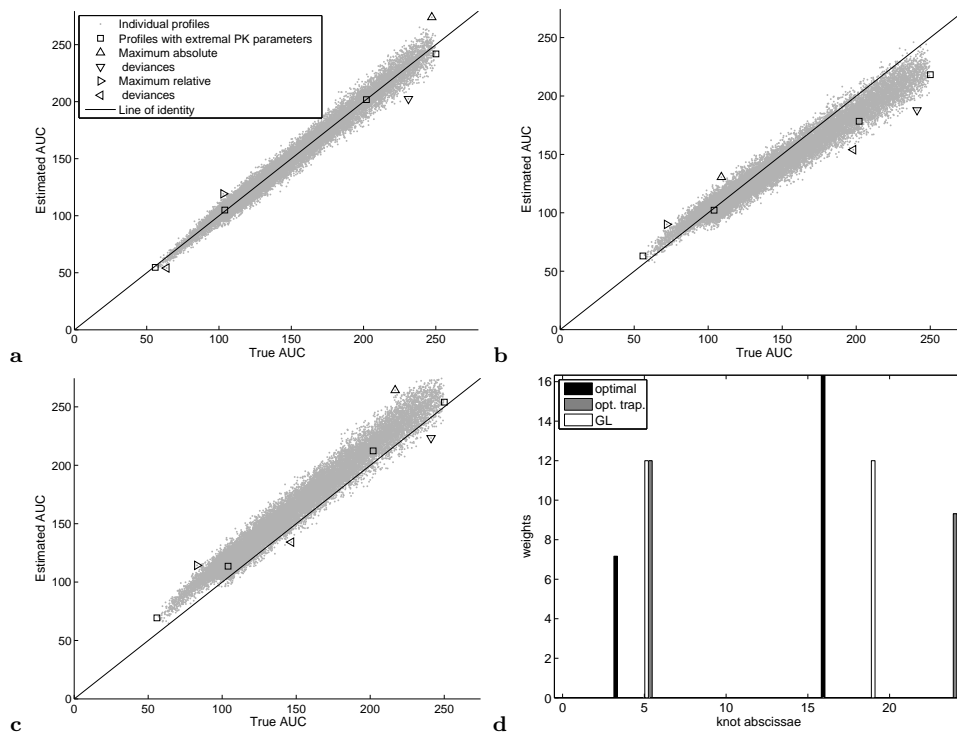 Individual profiles
Profiles with extremal PK parameters
Maximum absolute
deviances
Maximum relative
deviances
Line of identity
250
200
150
100
50
0
Estimated AUC
0 50 100 150 200 250
True AUC
a
250
200
150
100
50
0
Estimated AUC
0 50 100 150 200 250
True AUC
b
250
200
150
100
50
0
Estimated AUC
0 50 100 150 200 250
True AUC
c
optimal
opt. trap.
GL
16
14
12
10
8
6
4
2
0
weights
0 5 10 15 20
knot abscissae
d